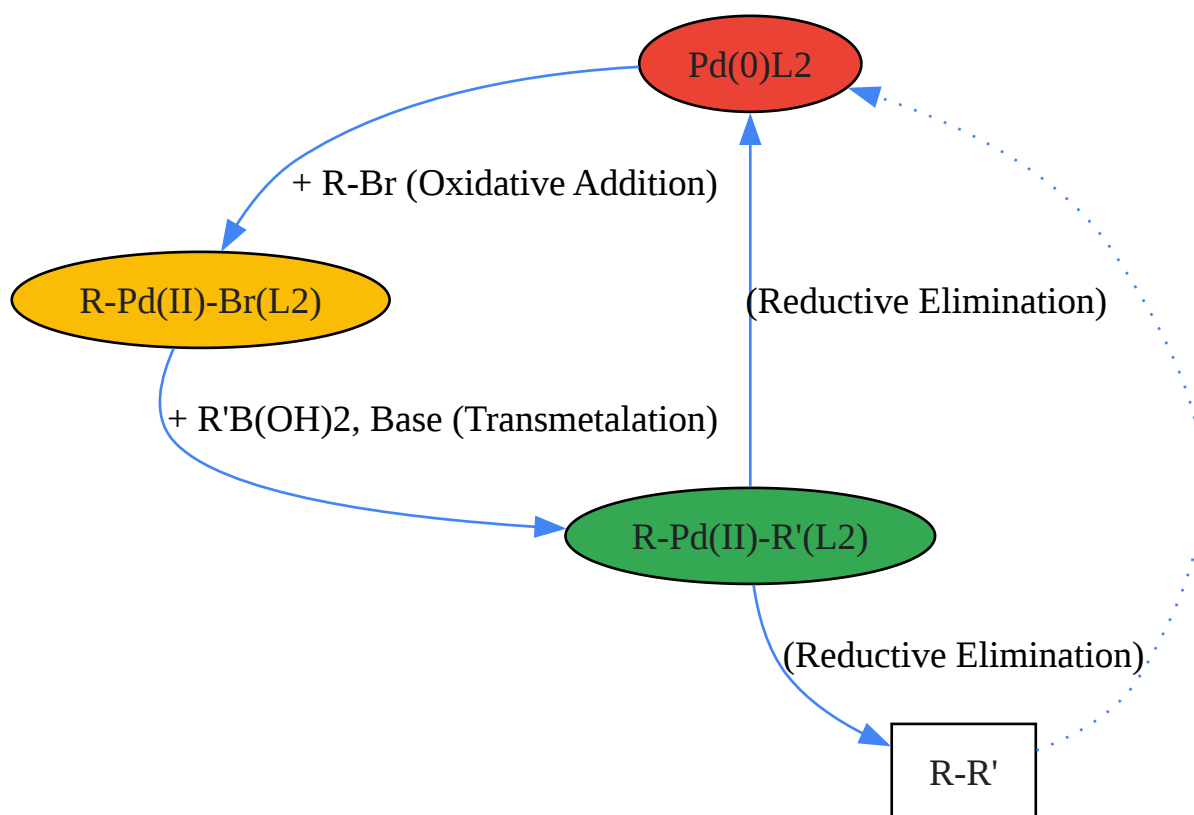 Pd(0)L2
+ R-Br (Oxidative Addition)
R-Pd(II)-Br(L2)
(Reductive Elimination)
+ R'B(OH)2, Base (Transmetalation)
R-Pd(II)-R'(L2)
(Reductive Elimination)
R-R'